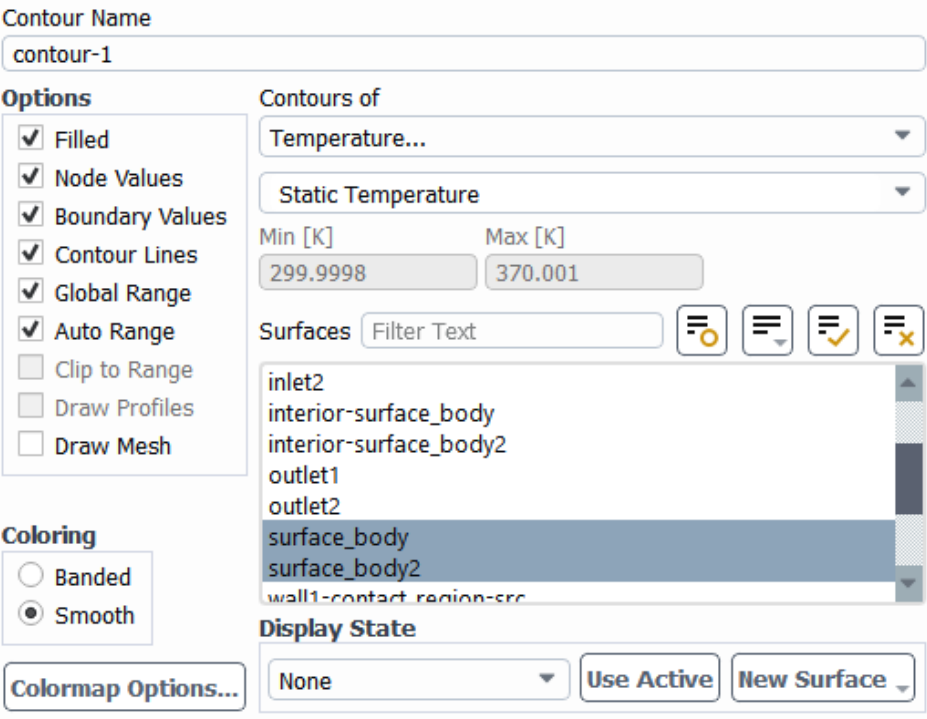 Contour Name
contour-1
Options
Filled
Node Values
Boundary Values
Contour Lines
Global Range
Auto Range
Clip to Range
Draw Profiles
Draw Mesh
Coloring
Banded
Smooth
Colormap Options...
Contours of
Temperature...
Static Temperature
Min [K] Max [K]
299.9998 370.001
Surfaces Filter Text
inlet2
interior-surface_body
interior-surface_body2
outlet1
outlet2
surface_body
surface_body2
wall1-contact_region-src
Display State
None Use Active New Surface